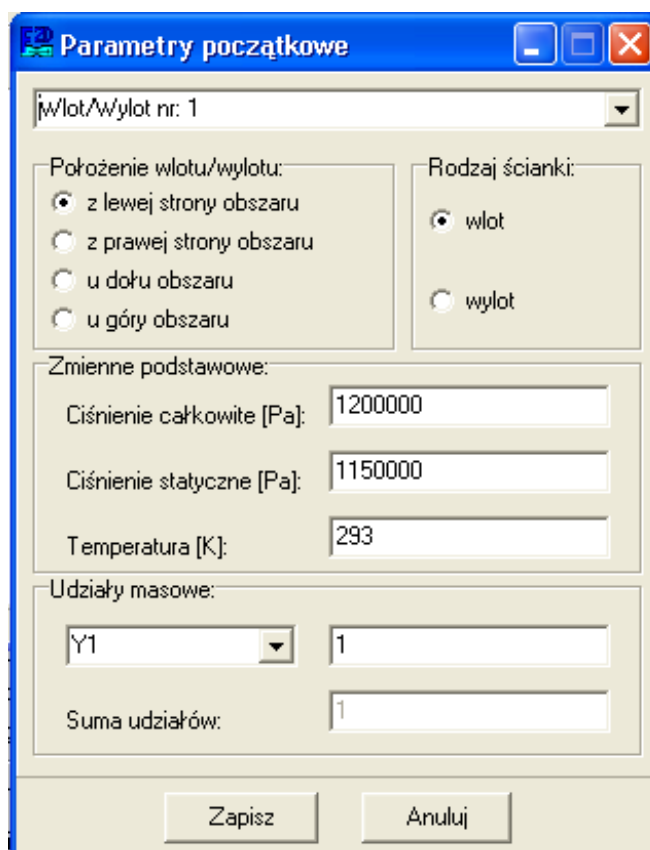 Parametry początkowe
Wlot/Wylot nr: 1
Położenie wlotu/wylotu:
z lewej strony obszaru
z prawej strony obszaru
u dołu obszaru
u góry obszaru
Rodzaj ścianki:
wlot
wylot
Zmienne podstawowe:
Ciśnienie całkowite [Pa]: 1200000
Ciśnienie statyczne [Pa]: 1150000
Temperatura [K]: 293
Udziały masowe:
Y1 1
Suma udziałów: 1
Zapisz Anuluj